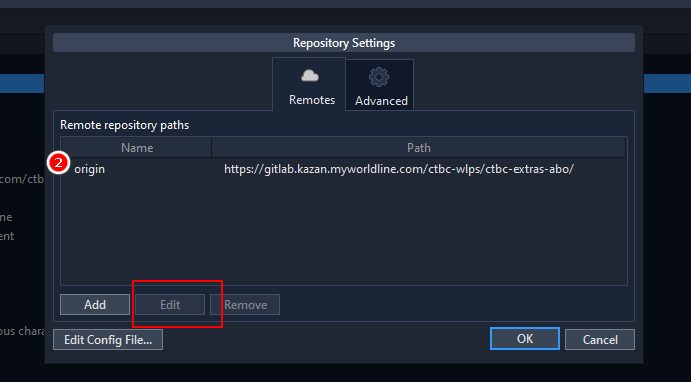 Repository Settings
Remotes
Advanced
Remote repository paths
Name Path
2
origin https://gitlab.kazan.myworldline.com/ctbc-wlps/ctbc-extras-abo/
com/ctb
ne
ent
Add Edit Remove
ous chara
Edit Config File... OK Cancel